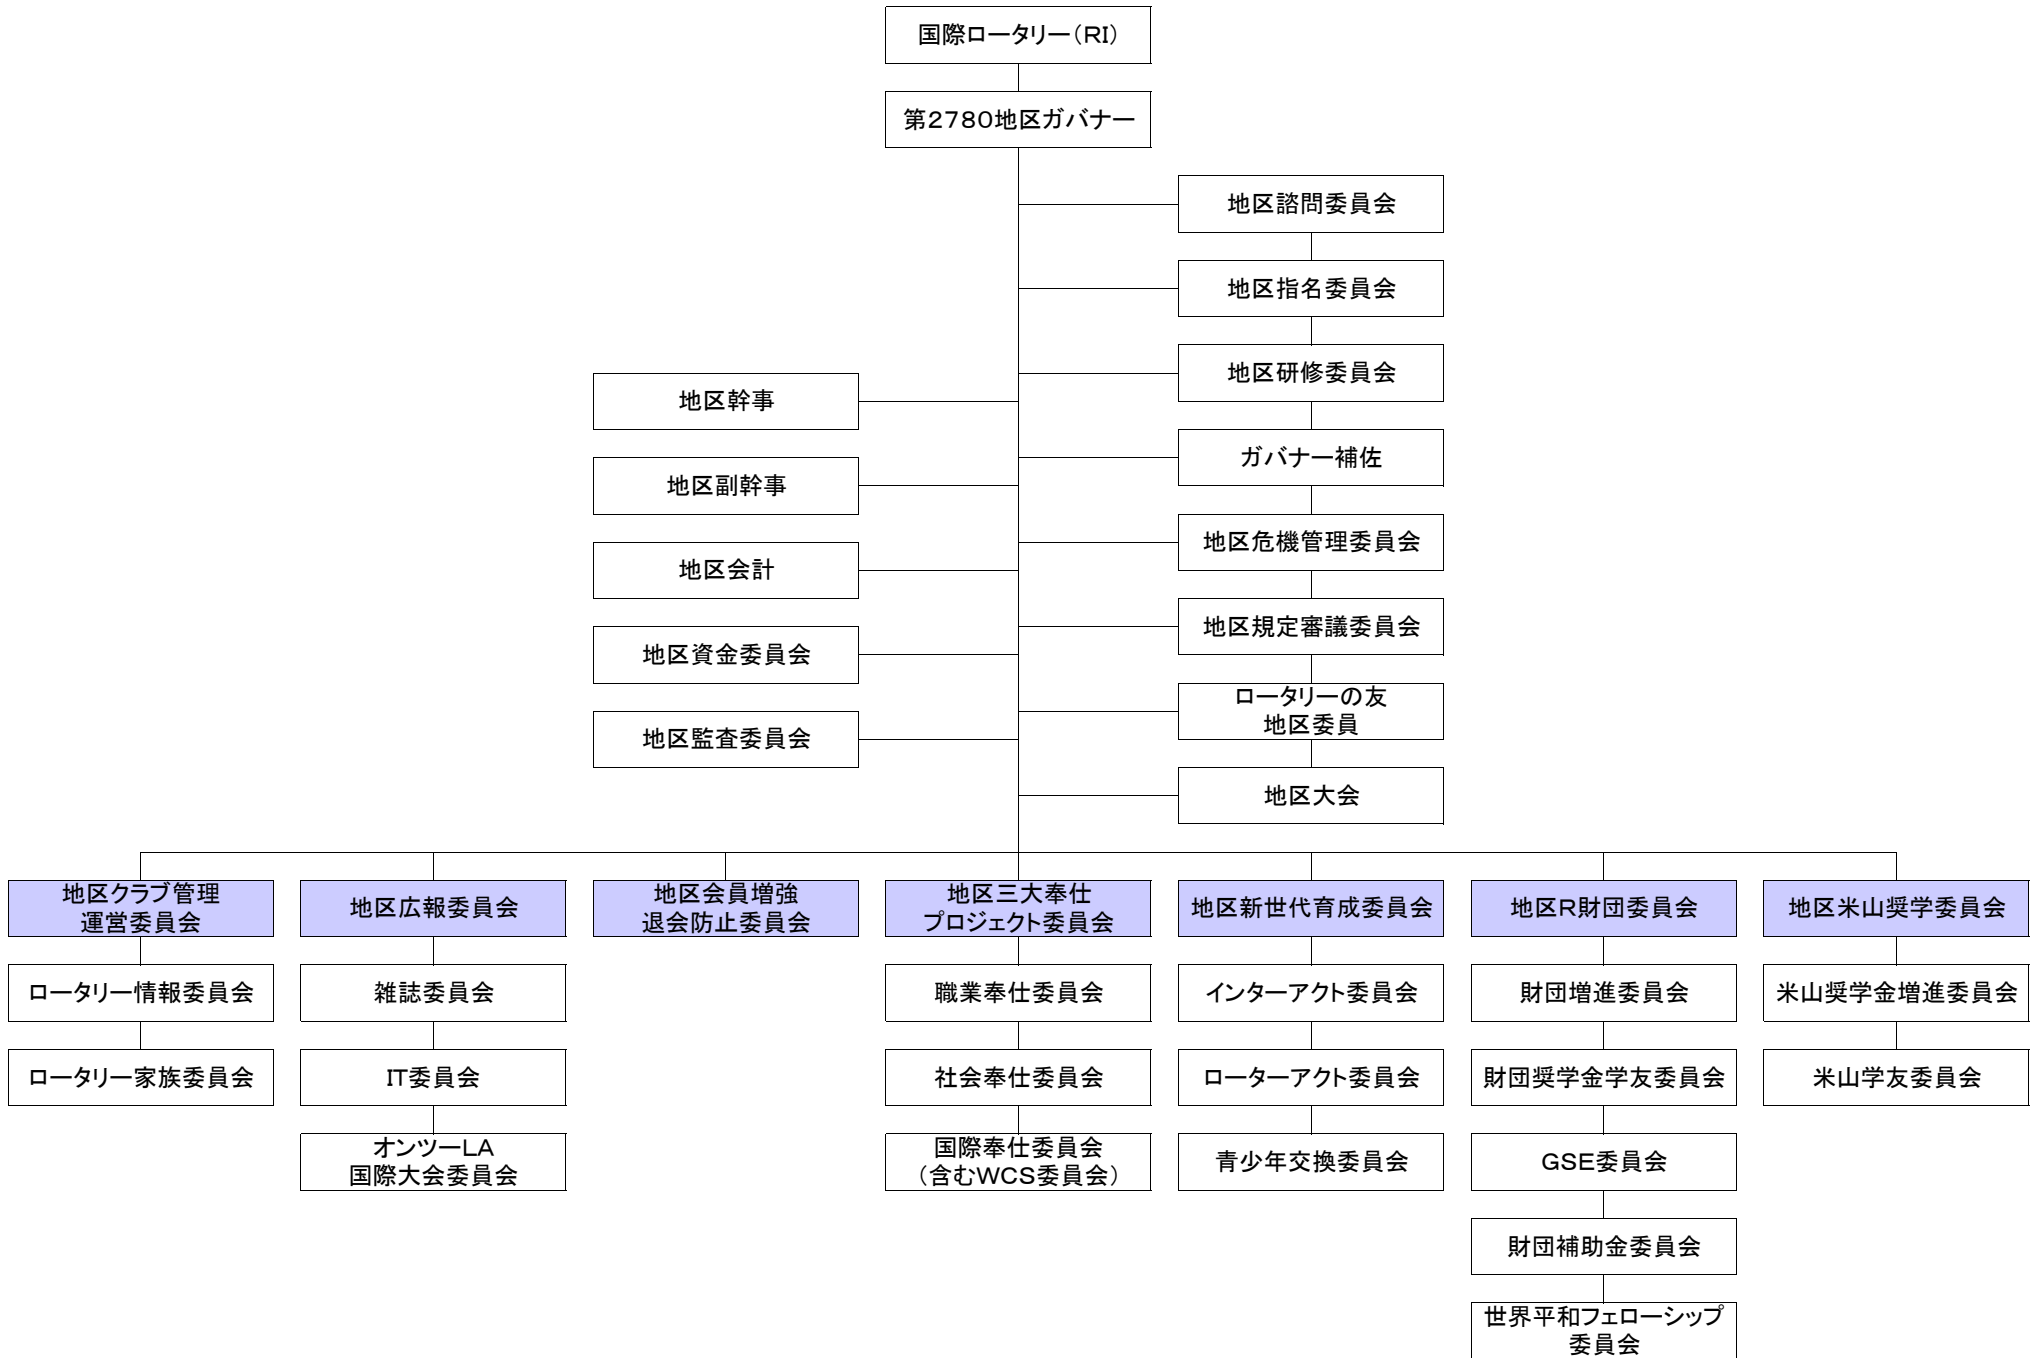 国際ロータリー（RI）
第2780地区ガバナー
地区諮問委員会
地区指名委員会
地区研修委員会
地区幹事
ガバナー補佐
地区副幹事
地区危機管理委員会
地区会計
地区規定審議委員会
地区資金委員会
ロータリーの友
地区委員
地区監査委員会
地区大会
地区クラブ管理
運営委員会
地区広報委員会
地区会員増強
退会防止委員会
地区三大奉仕
プロジェクト委員会
地区新世代育成委員会
地区R財団委員会
地区米山奨学委員会
ロータリー情報委員会
雑誌委員会
職業奉仕委員会
インターアクト委員会
財団増進委員会
米山奨学金増進委員会
ロータリー家族委員会
IT委員会
社会奉仕委員会
ローターアクト委員会
財団奨学金学友委員会
米山学友委員会
オンツーLA
国際大会委員会
国際奉仕委員会
（含むWCS委員会）
青少年交換委員会
GSE委員会
財団補助金委員会
世界平和フェローシップ
委員会